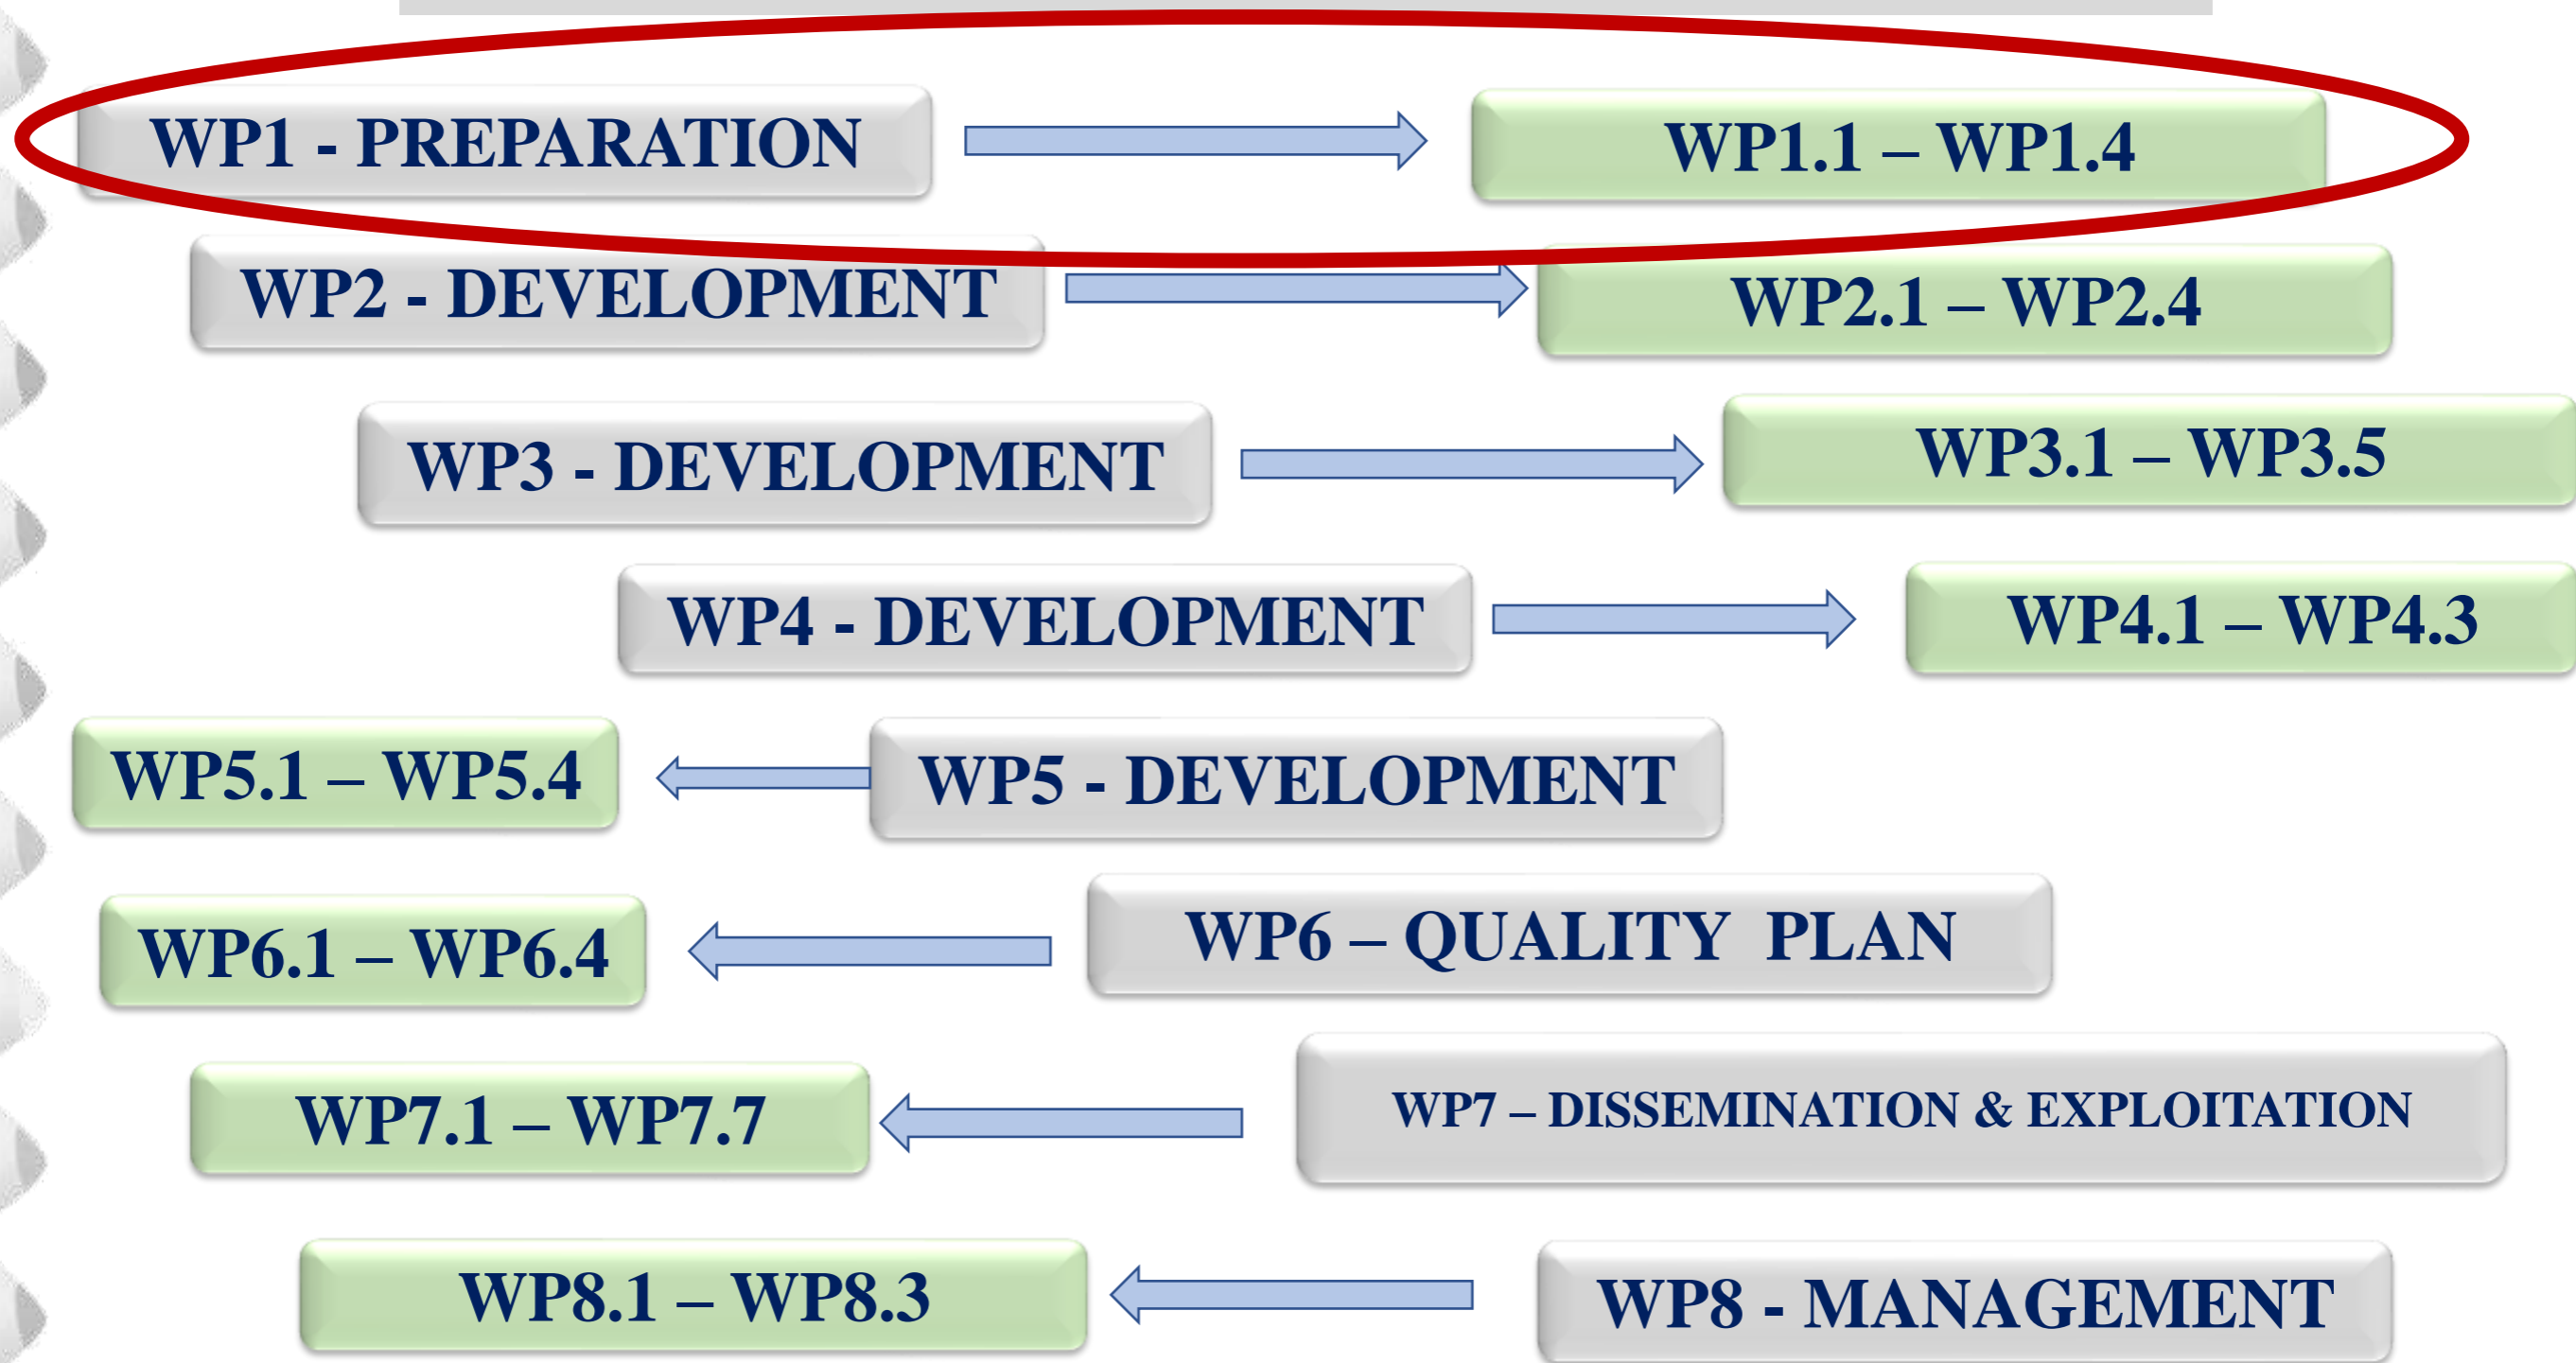 WP1 - PREPARATION
WP1.1 – WP1.4
WP2 - DEVELOPMENT
WP2.1 – WP2.4
WP3 - DEVELOPMENT
WP3.1 – WP3.5
WP4 - DEVELOPMENT
WP4.1 – WP4.3
WP5.1 – WP5.4
WP5 - DEVELOPMENT
WP6.1 – WP6.4
WP6 – QUALITY PLAN
WP7.1 – WP7.7
WP7 – DISSEMINATION & EXPLOITATION
WP8.1 – WP8.3
WP8 - MANAGEMENT